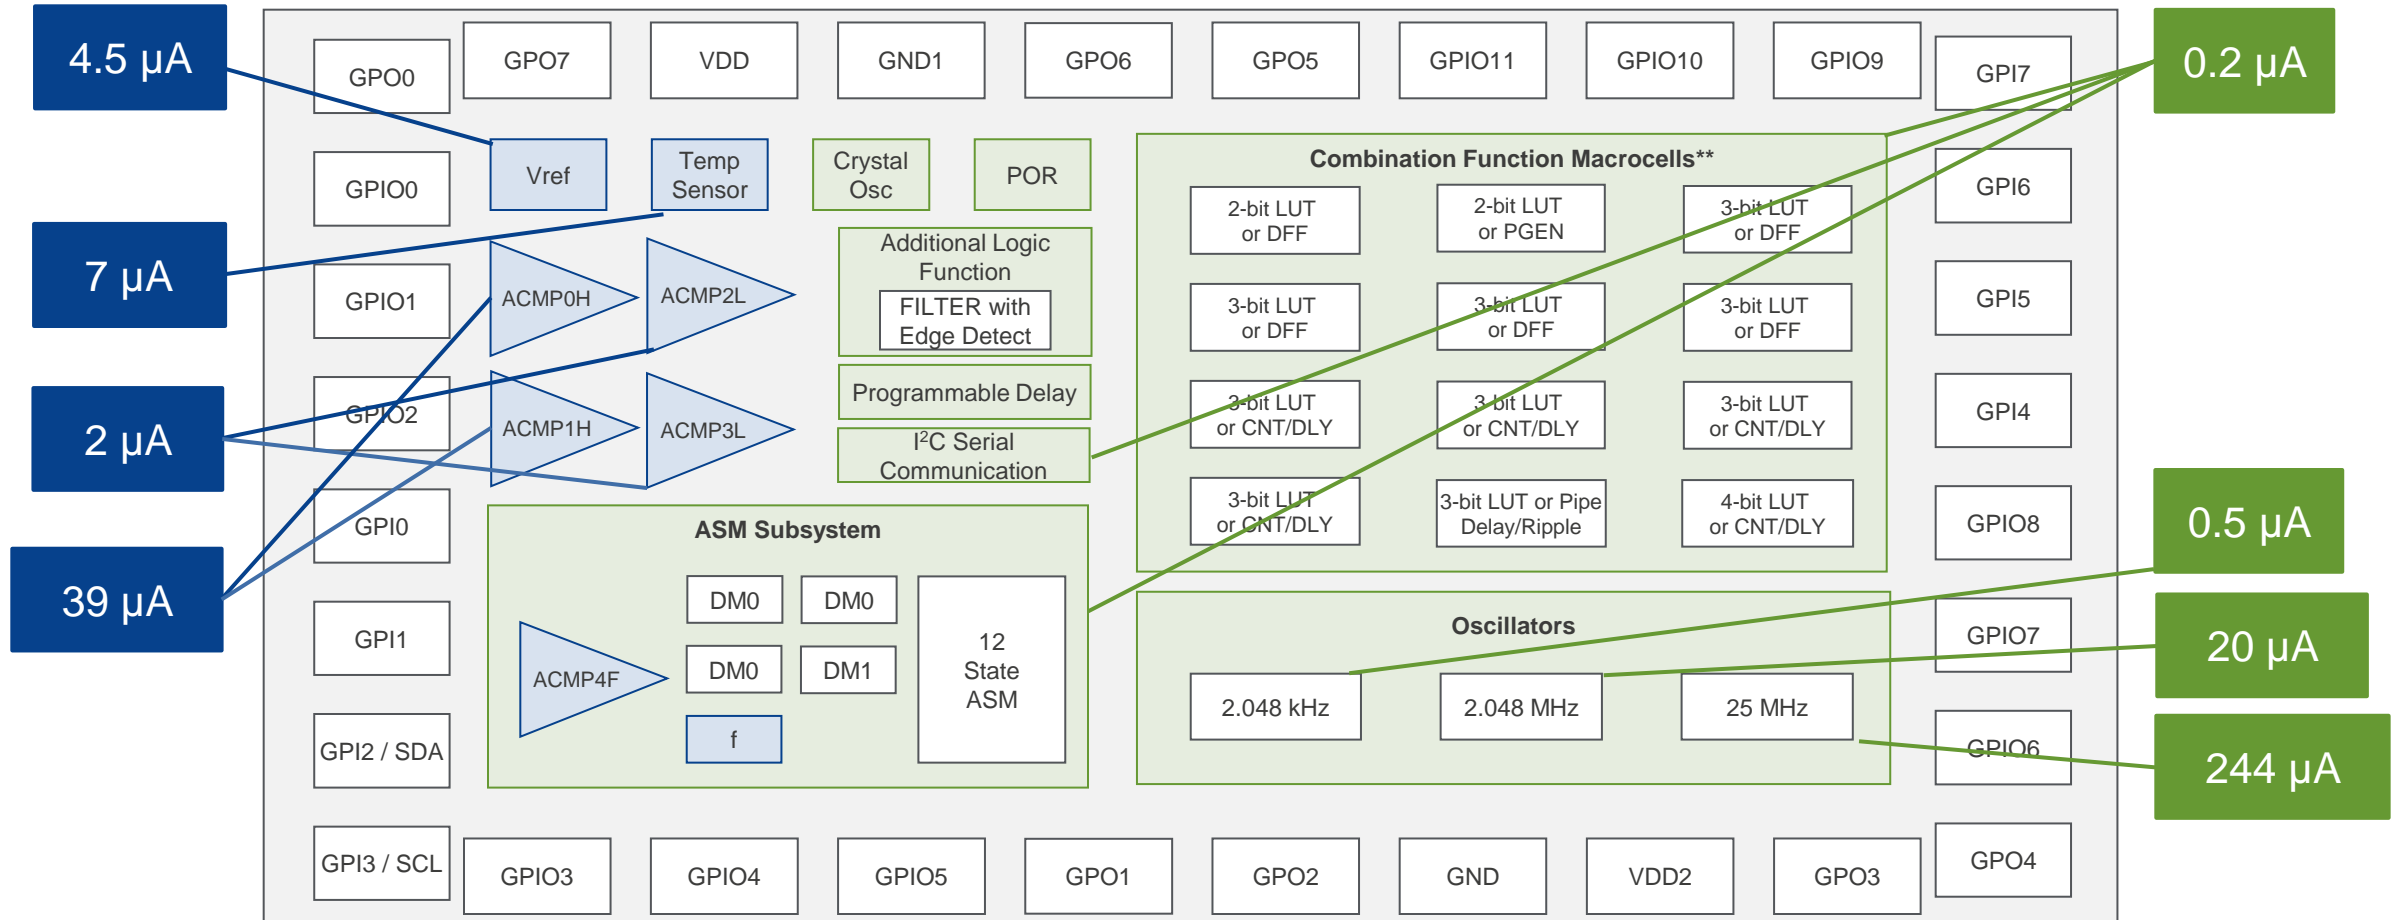 4.5 µA
7 µA
2 µA
39 µA
GPO0
GPIO0
GPIO1
GPIO2
GPI0
GPI1
GPI2 / SDA
GPI3 / SCL
GPO7
VDD
GND1
GPO6
GPO5
GPIO11
GPIO10
GPIO9
Vref
Temp
Sensor
Crystal
Osc
POR
ACMP0H
ACMP2L
ACMP1H
ACMP3L
Additional Logic
Function
FILTER with
Edge Detect
Programmable Delay
I²C Serial
Communication
ASM Subsystem
ACMP4F
DM0
DM0
DM0
DM1
f
12
State
ASM
Combination Function Macrocells**
2-bit LUT
or DFF
2-bit LUT
or PGEN
3-bit LUT
or DFF
3-bit LUT
or DFF
3-bit LUT
or DFF
3-bit LUT
or DFF
3-bit LUT
or CNT/DLY
3-bit LUT
or CNT/DLY
3-bit LUT
or CNT/DLY
3-bit LUT
or CNT/DLY
3-bit LUT or Pipe
Delay/Ripple
4-bit LUT
or CNT/DLY
Oscillators
2.048 kHz
2.048 MHz
25 MHz
GPIO3
GPIO4
GPIO5
GPO1
GPO2
GND
VDD2
GPO3
GPI7
GPI6
GPI5
GPI4
GPIO8
GPIO7
GPIO6
GPO4
0.2 µA
0.5 µA
20 µA
244 µA